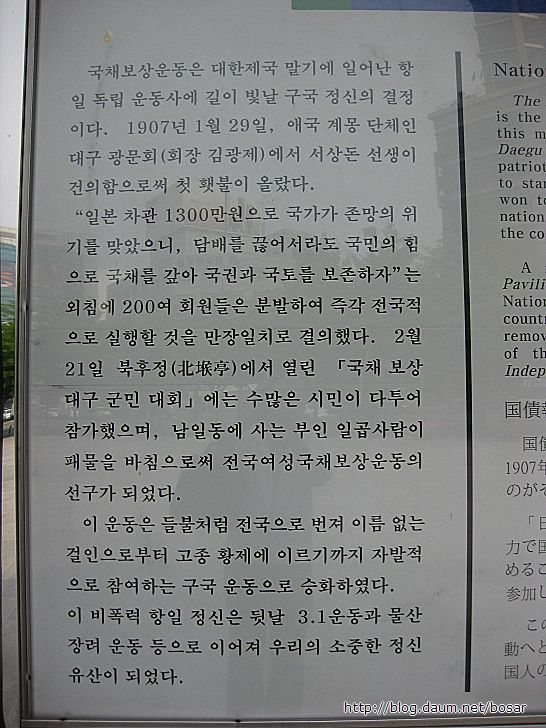 국채보상운동은 대한제국 말기에 일어난 항
일 독립 운동사에 길이 빛날 구국 정신의 결정
이다. 1907년 1월 29일, 애국 계몽 단체인
대구 광문회(회장 김광제)에서 서상돈 선생이
건의함으로써 첫 횃불이 올랐다.
“일본 차관 1300만원으로 국가가 존망의 위
기를 맞았으니, 담배를 끊어서라도 국민의 힘
으로 국채를 갚아 국권과 국토를 보존하자”는
외침에 200여 회원들은 분발하여 즉각 전국적
으로 실행할 것을 만장일치로 결의했다. 2월
21일 북후정(北堠亭)에서 열린 「국채 보상
대구 군민 대회」에는 수많은 시민이 다투어
참가했으며, 남일동에 사는 부인 일곱사람이
패물을 바침으로써 전국여성국채보상운동의
선구가 되었다.
이 운동은 들불처럼 전국으로 번져 이름 없는
걸인으로부터 고종 황제에 이르기까지 자발적
으로 참여하는 구국 운동으로 승화하였다.
이 비폭력 항일 정신은 뒷날 3.1운동과 물산
장려 운동 등으로 이어져 우리의 소중한 정신
유산이 되었다.
Natio
The
is the
this m
Daegu
patriot
to star
won to
nation
the co
A
Pavili
Nation
countr
remov
of th
Indep
国債報
国債
1907年
のがそ
「日
力で国
めるこ
参加し
この
動へと
国人の
http://blog.daum.net/bosar